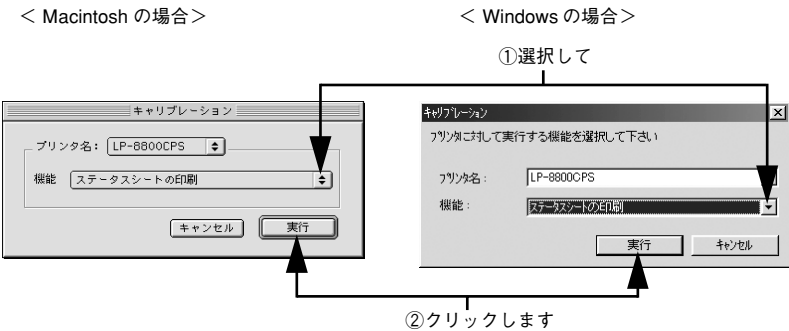 ＜ Macintosh の場合＞
＜ Windows の場合＞
①選択して
キャリブレーション
プリンタ名： LP-8800CPS
機能 ステータスシートの印刷
キャンセル 実行
キャリブレーション
プリンタに対して実行する機能を選択して下さい
プリンタ名： LP-8800CPS
機能： ステータスシートの印刷
実行 キャンセル
②クリックします